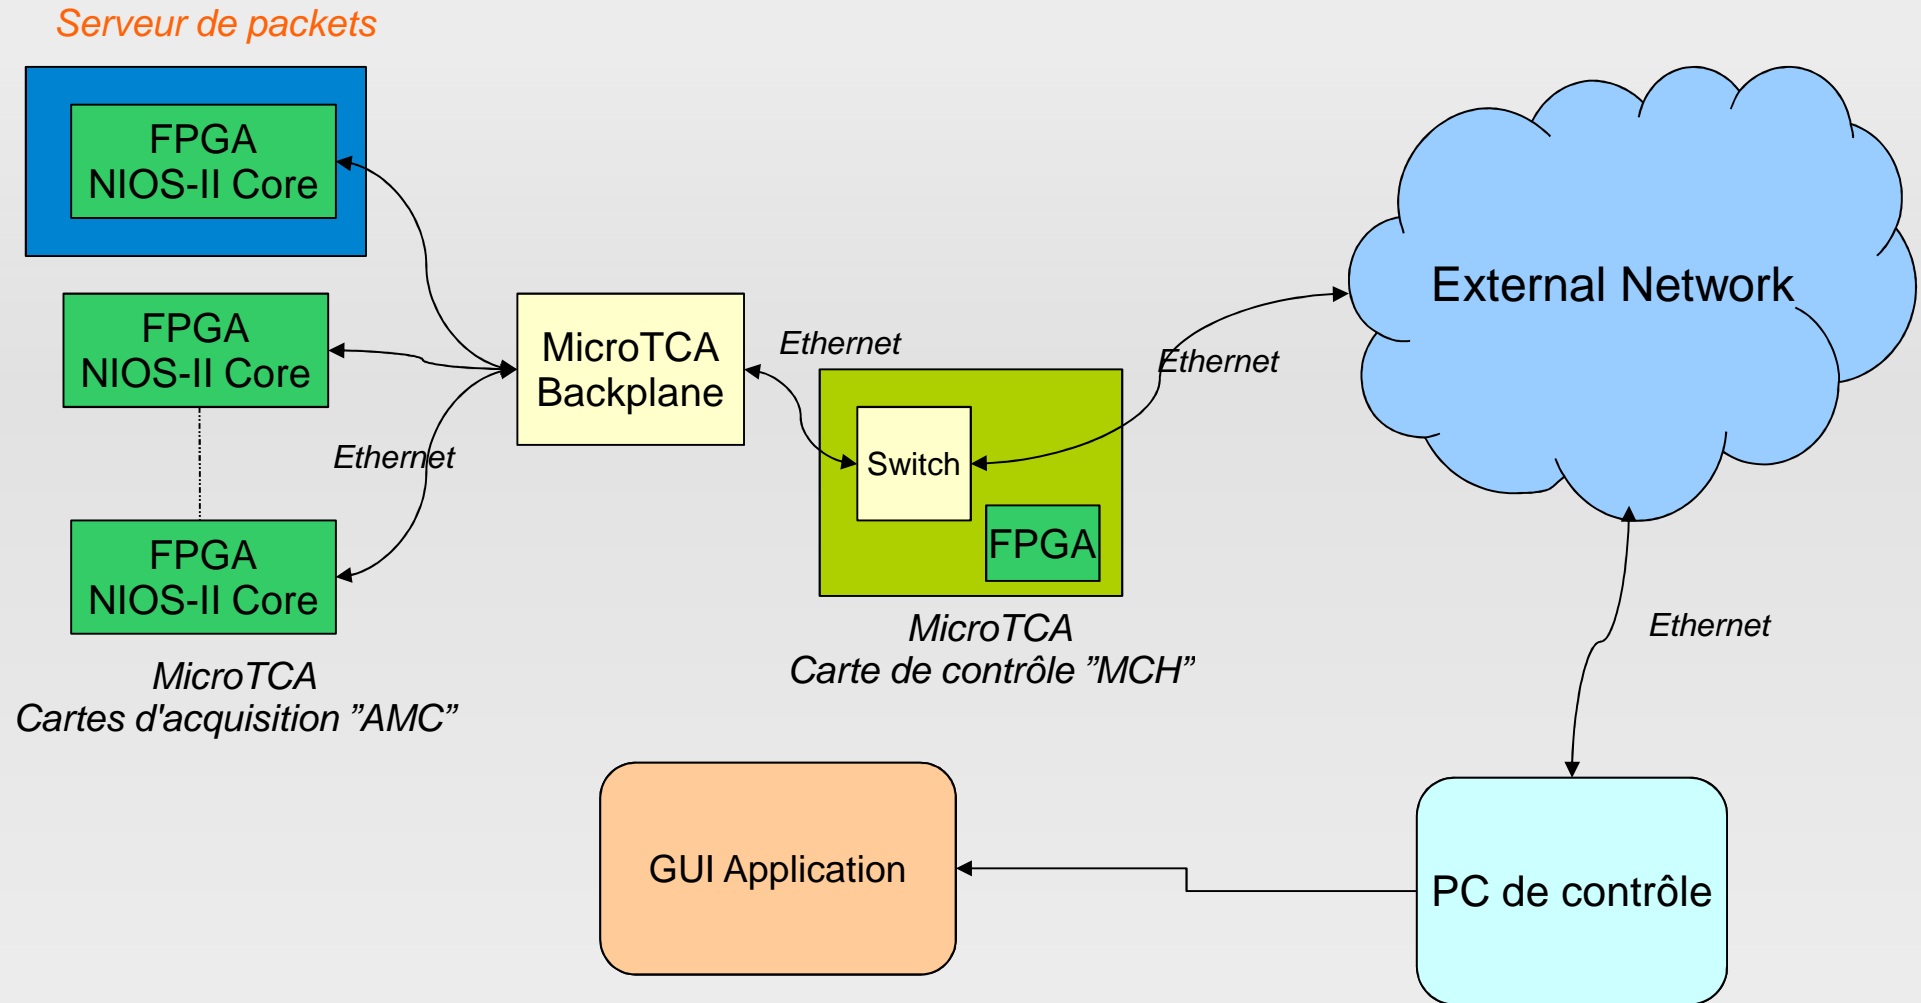 Serveur de packets
FPGA
NIOS-II Core
FPGA
NIOS-II Core
Ethernet
FPGA
NIOS-II Core
MicroTCA
Cartes d'acquisition ”AMC”
MicroTCA
Backplane
Ethernet
Switch
FPGA
MicroTCA
Carte de contrôle ”MCH”
Ethernet
External Network
Ethernet
GUI Application
PC de contrôle